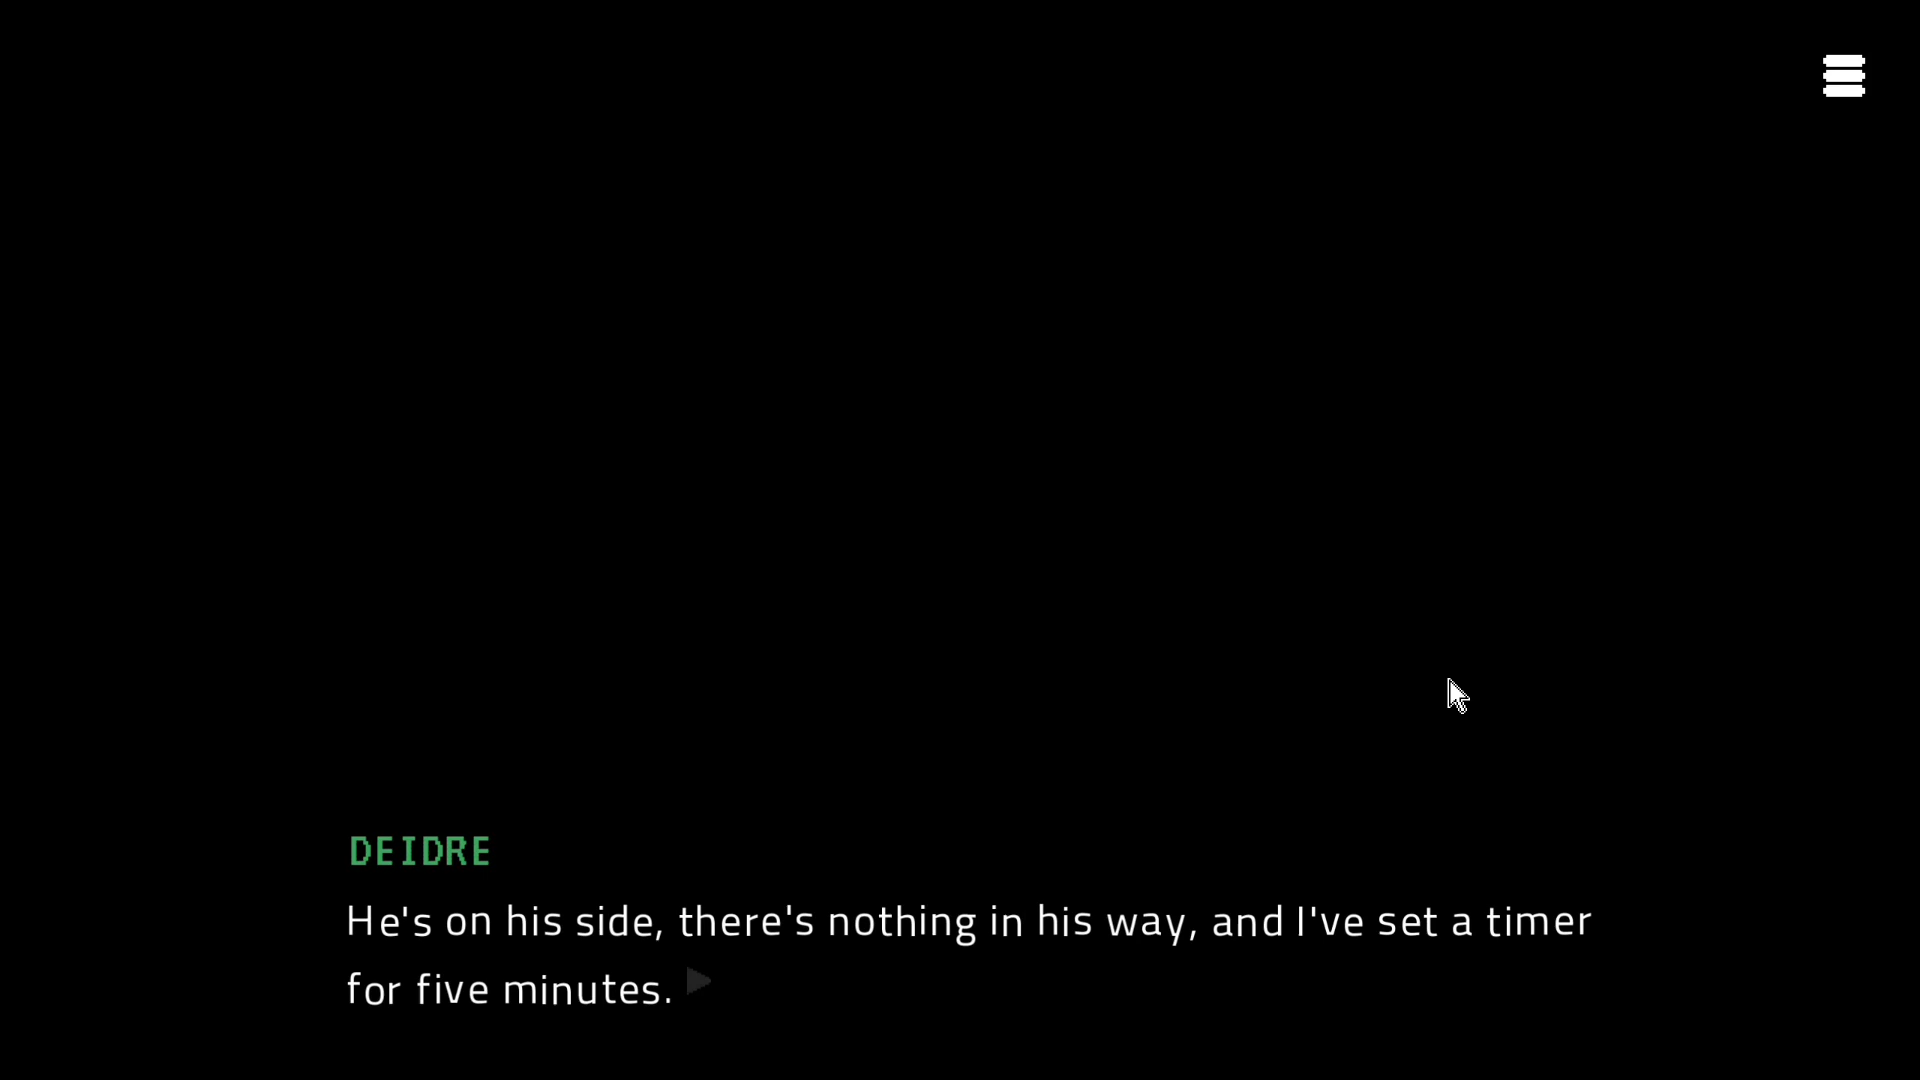 DEIDRE
He's on his side, there's nothing in his way, and I've set a timer
for five minutes.